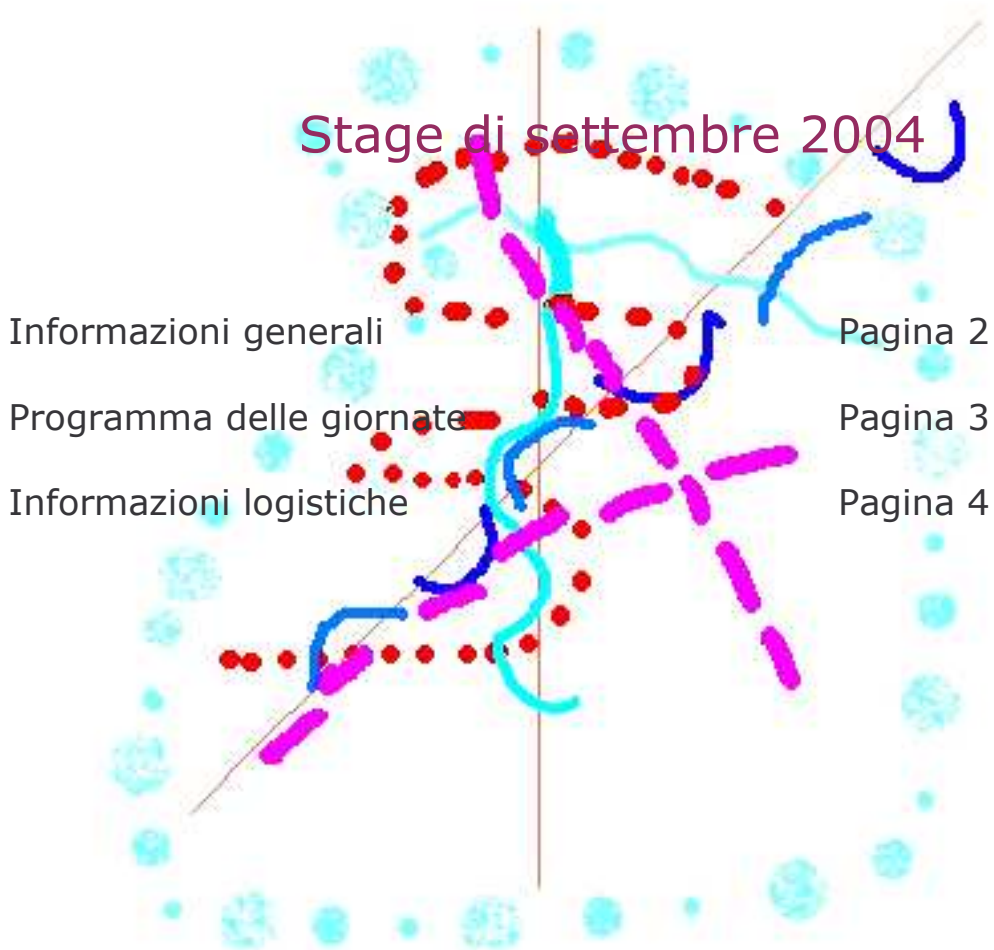 Stage di settembre 2004
Informazioni generali Pagina 2
Programma delle giornate Pagina 3
Informazioni logistiche Pagina 4